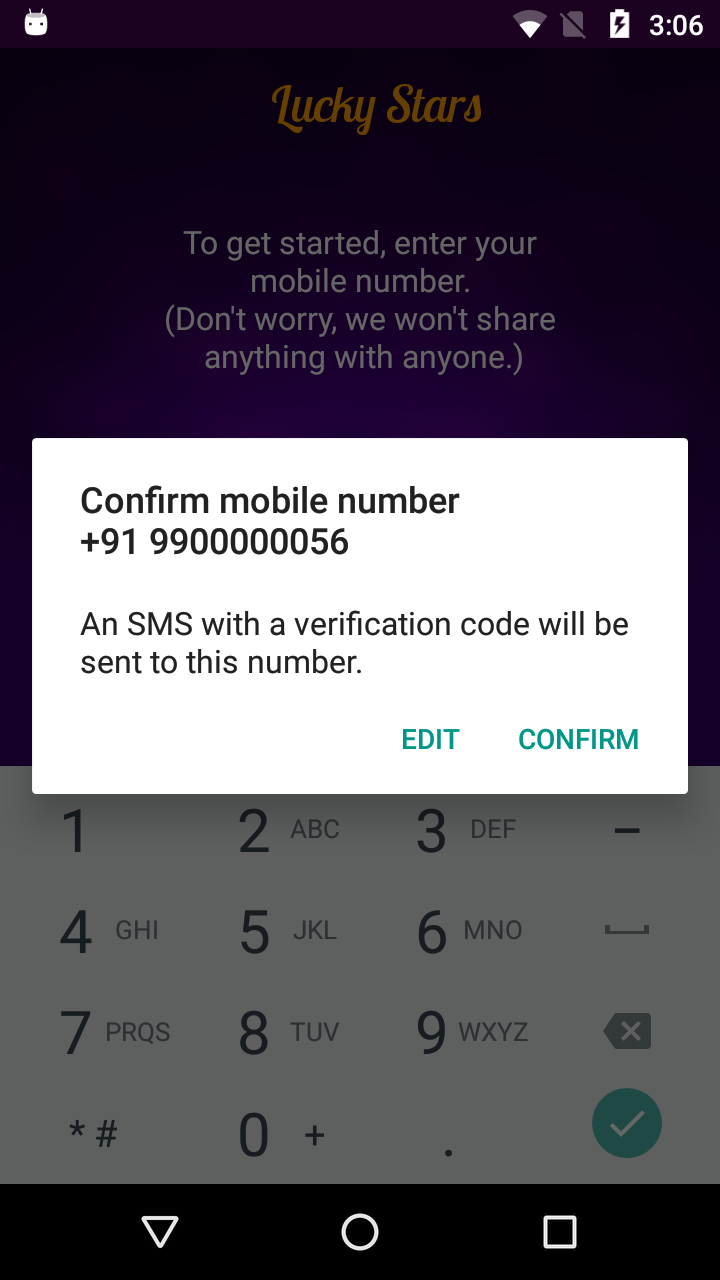 3:06
Lucky Stars
To get started, enter your
mobile number.
(Don't worry, we won't share
anything with anyone.)
Confirm mobile number
+91 9900000056
An SMS with a verification code will be
sent to this number.
EDIT CONFIRM
1 2 ABC 3 DEF –
4 GHI 5 JKL 6 MNO
7 PRQS 8 TUV 9 WXYZ
* # 0 + .